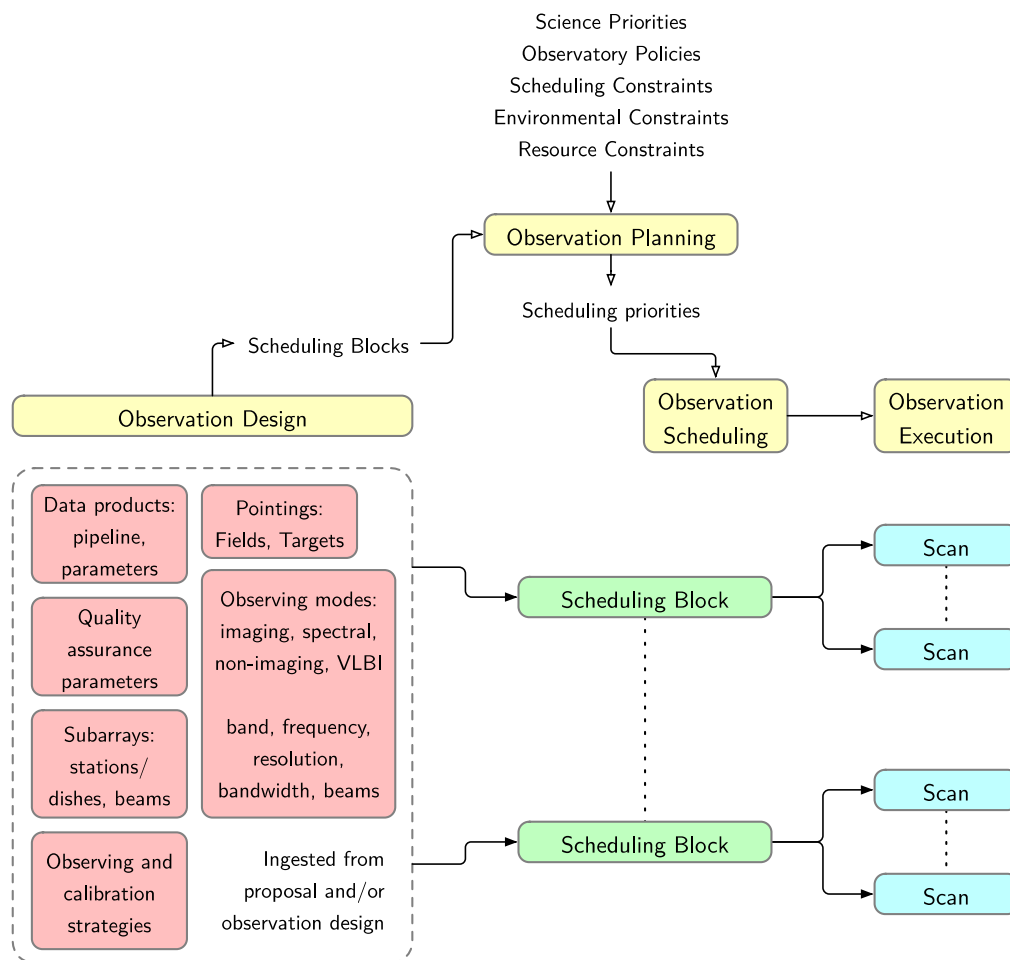 Science Priorities
Observatory Policies
Scheduling Constraints
Environmental Constraints
Resource Constraints
Observation Planning
Scheduling priorities
Scheduling Blocks
Observation Design
Observation
Scheduling
Observation
Execution
Data products:
pipeline,
parameters
Quality
assurance
parameters
Subarrays:
stations/
dishes, beams
Observing and
calibration
strategies
Pointings:
Fields, Targets
Observing modes:
imaging, spectral,
non-imaging, VLBI
band, frequency,
resolution,
bandwidth, beams
Ingested from
proposal and/or
observation design
Scheduling Block
Scan
Scan
Scheduling Block
Scan
Scan